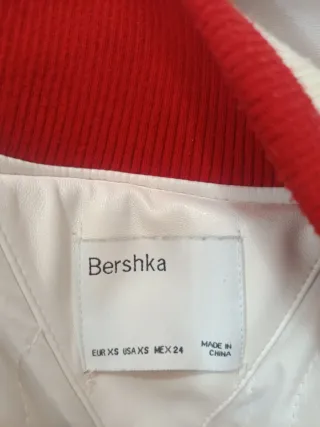 Bershka
EUR XS USA XS MEX 24
MADE IN
CHINA